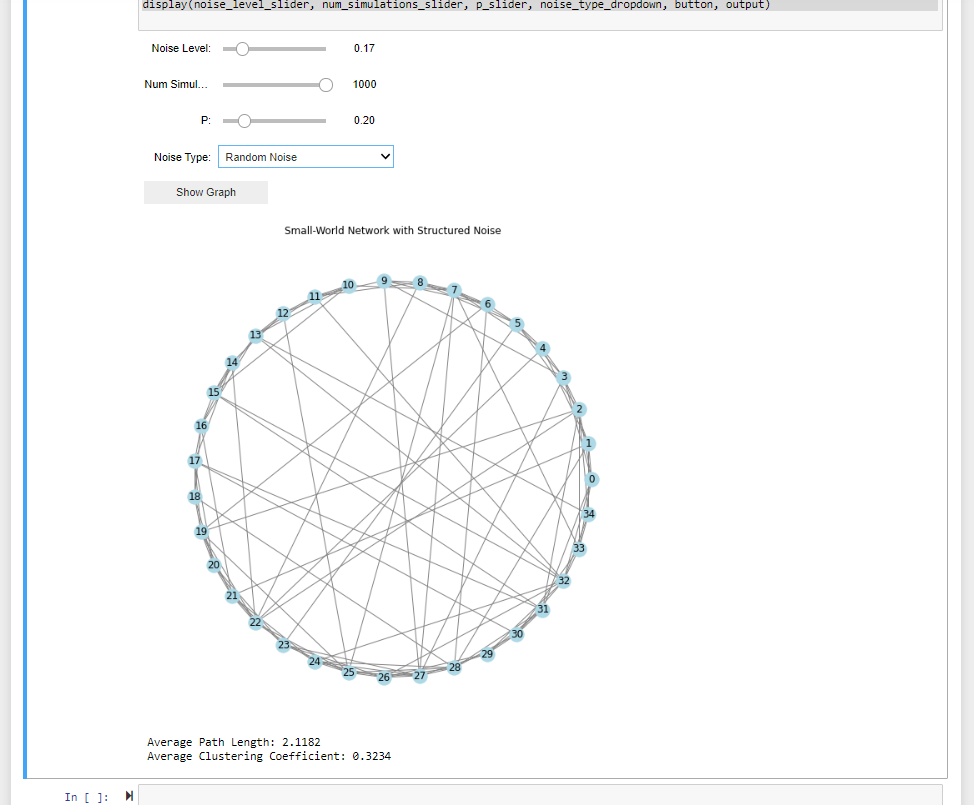 display(noise_level_slider, num_simulations_slider, p_slider, noise_type_dropdown, button, output)
Noise Level: 0.17
Num Simul... 1000
P: 0.20
Noise Type: Random Noise
Show Graph
Small-World Network with Structured Noise
9 8
10 7
11 6
12 5
13 4
14 3
15 2
16 1
17 0
18 34
19 33
20 32
21 31
22 30
23 29
24 28
25 26 27
Average Path Length: 2.1182
Average Clustering Coefficient: 0.3234
In [ ]: